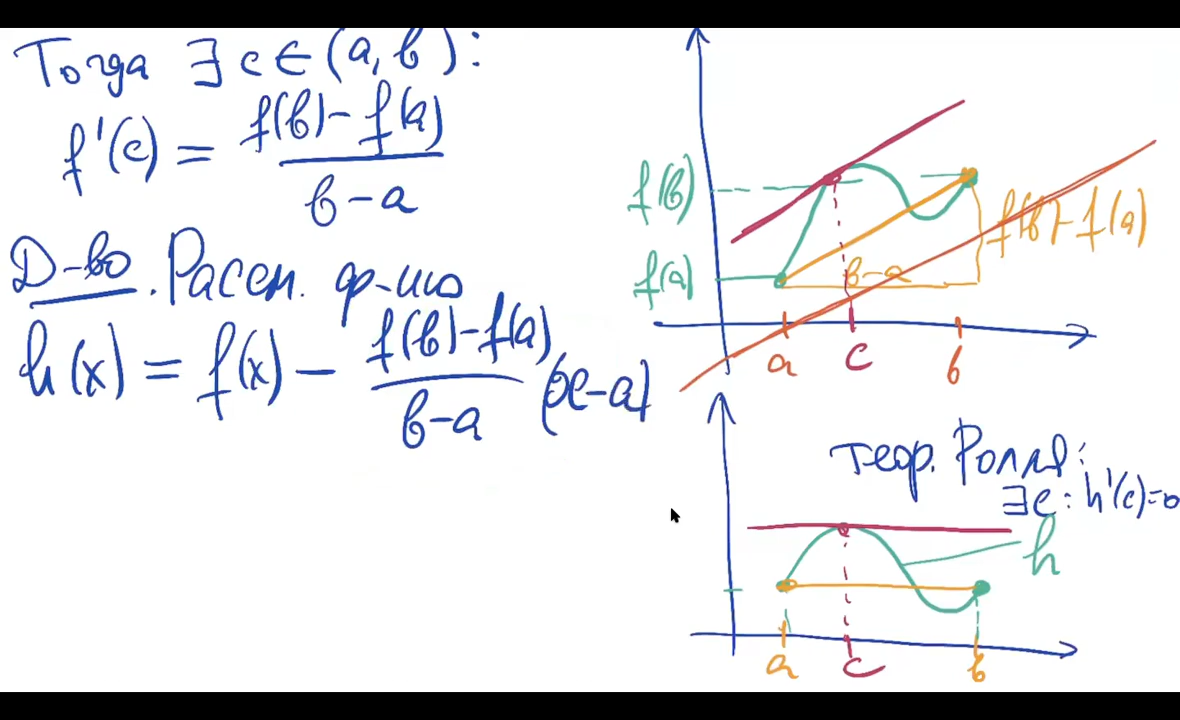 Тогда ∃ c ∈ (a, b):
f'(c) = (f(b) - f(a)) / (b - a)
Д-во. Рассм. ф-цию
h(x) = f(x) - (f(b) - f(a)) / (b - a) (x - a)
f(b)
f(a)
f(b) - f(a)
b - a
a
c
b
теор. Ролля:
∃ c : h'(c) = 0
h
a
c
b